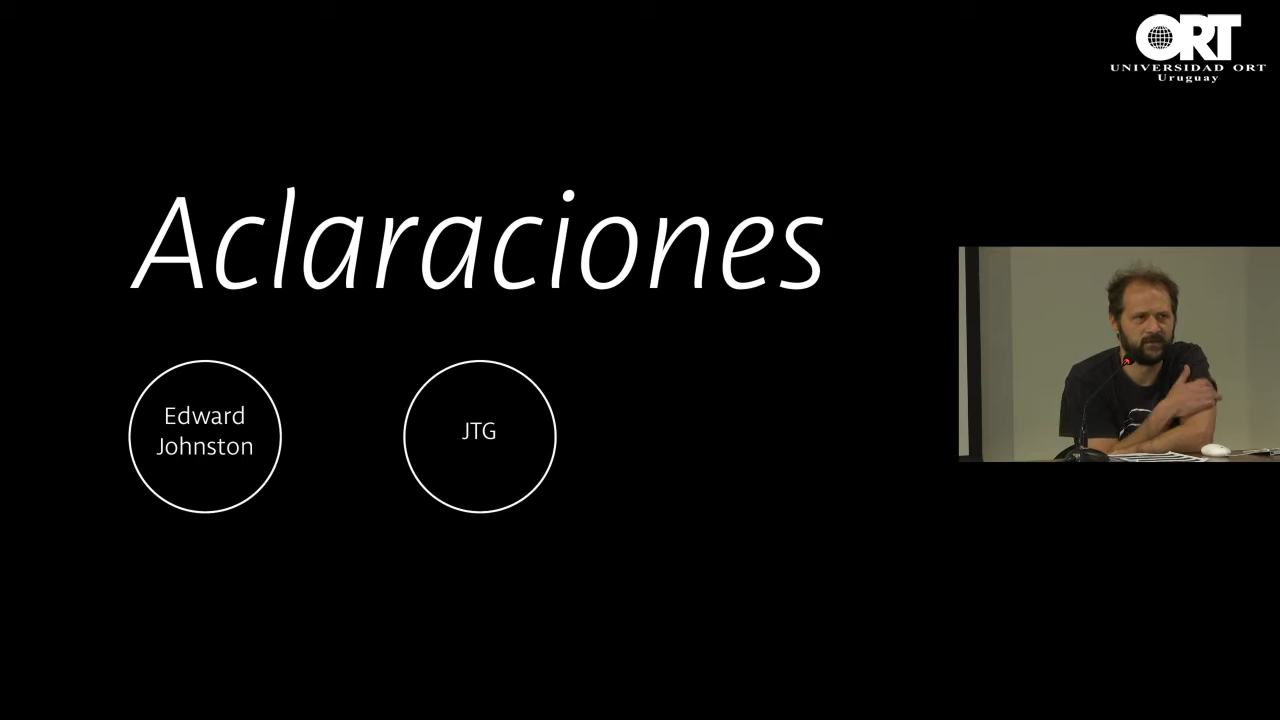 ORT
UNIVERSIDAD ORT
Uruguay
Aclaraciones
Edward
Johnston
JTG